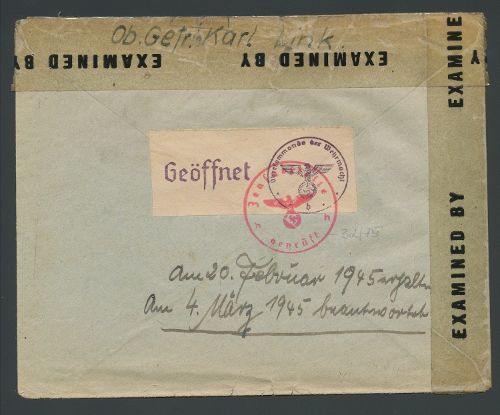 Ob. Gefr. Karl Link.
EXAMINED BY
EXAMINED BY
BY
EXAMINE
EXAMINED BY
Geöffnet
Oberkommando der Wehrmacht
b
geprüft
32/75
Am 20. Februar 1945 erhalten
Am 4. März 1945 beantwortet